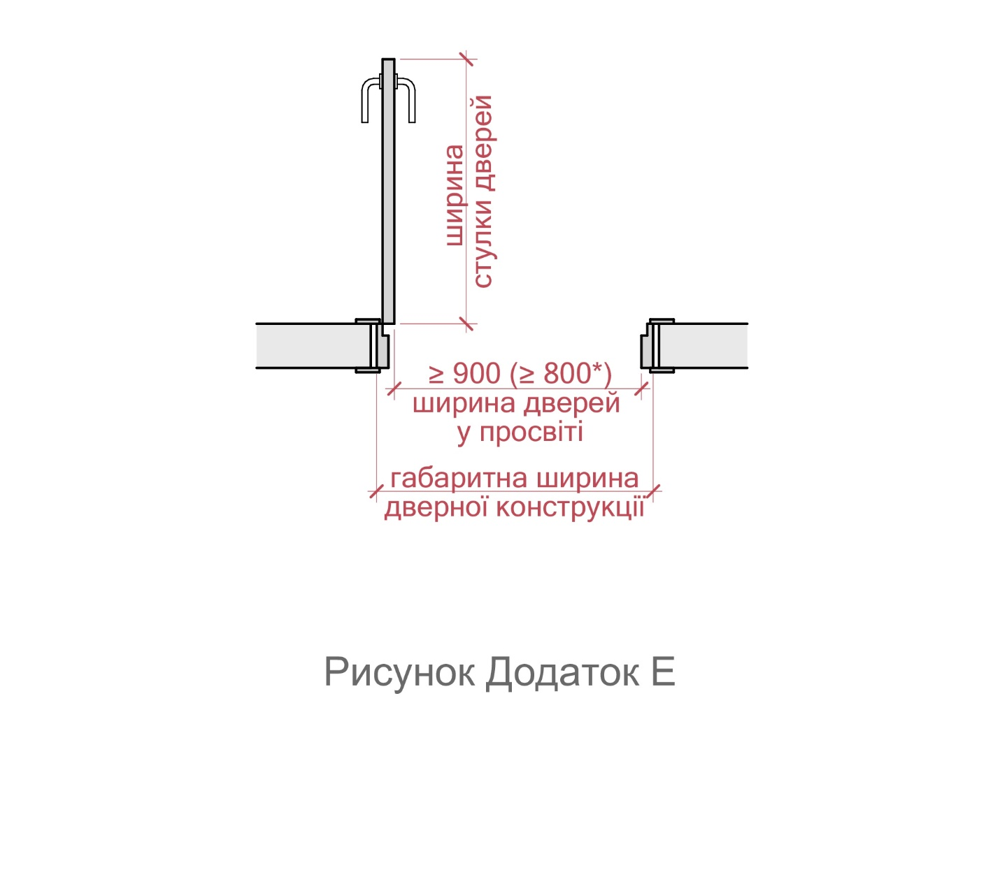 ширина
стулки дверей
≥ 900 (≥ 800*)
ширина дверей
у просвіті
габаритна ширина
дверної конструкції
Рисунок Додаток Е